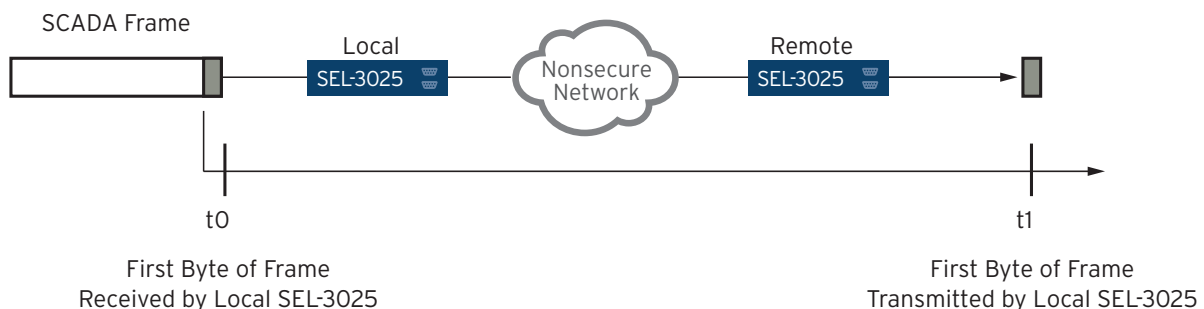 SCADA Frame
Local
Remote
SEL-3025
Nonsecure
Network
SEL-3025
t0
t1
First Byte of Frame
Received by Local SEL-3025
First Byte of Frame
Transmitted by Local SEL-3025